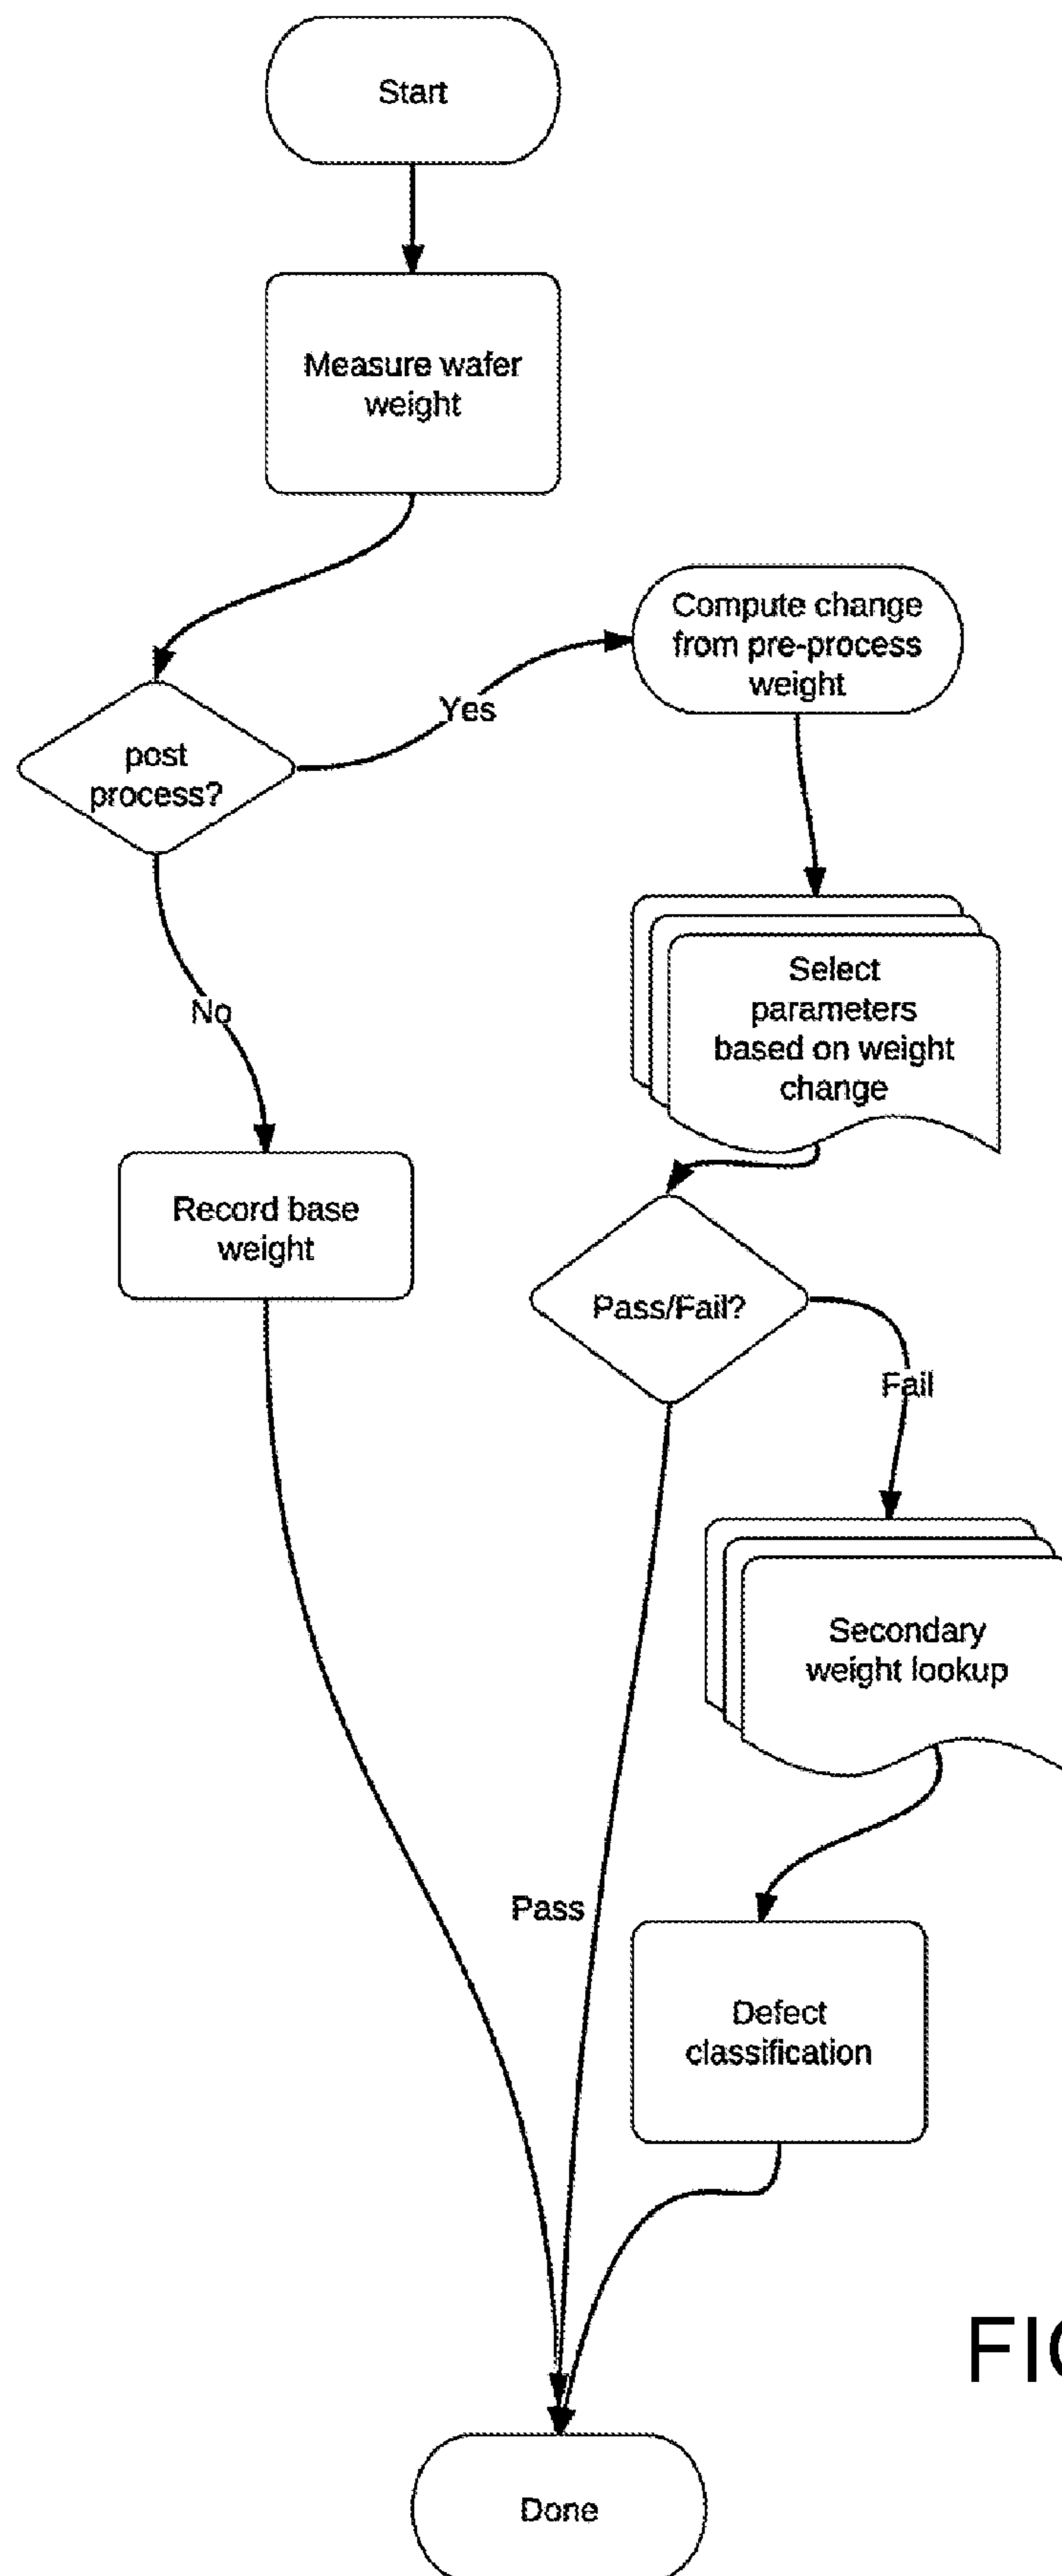 Start
Measure wafer
weight
Compute change
from pre-process
weight
Yes
post
process?
Select
parameters
based on weight
change
No
Record base
weight
Pass/Fail?
Fail
Secondary
weight lookup
Pass
Defect
classification
Done